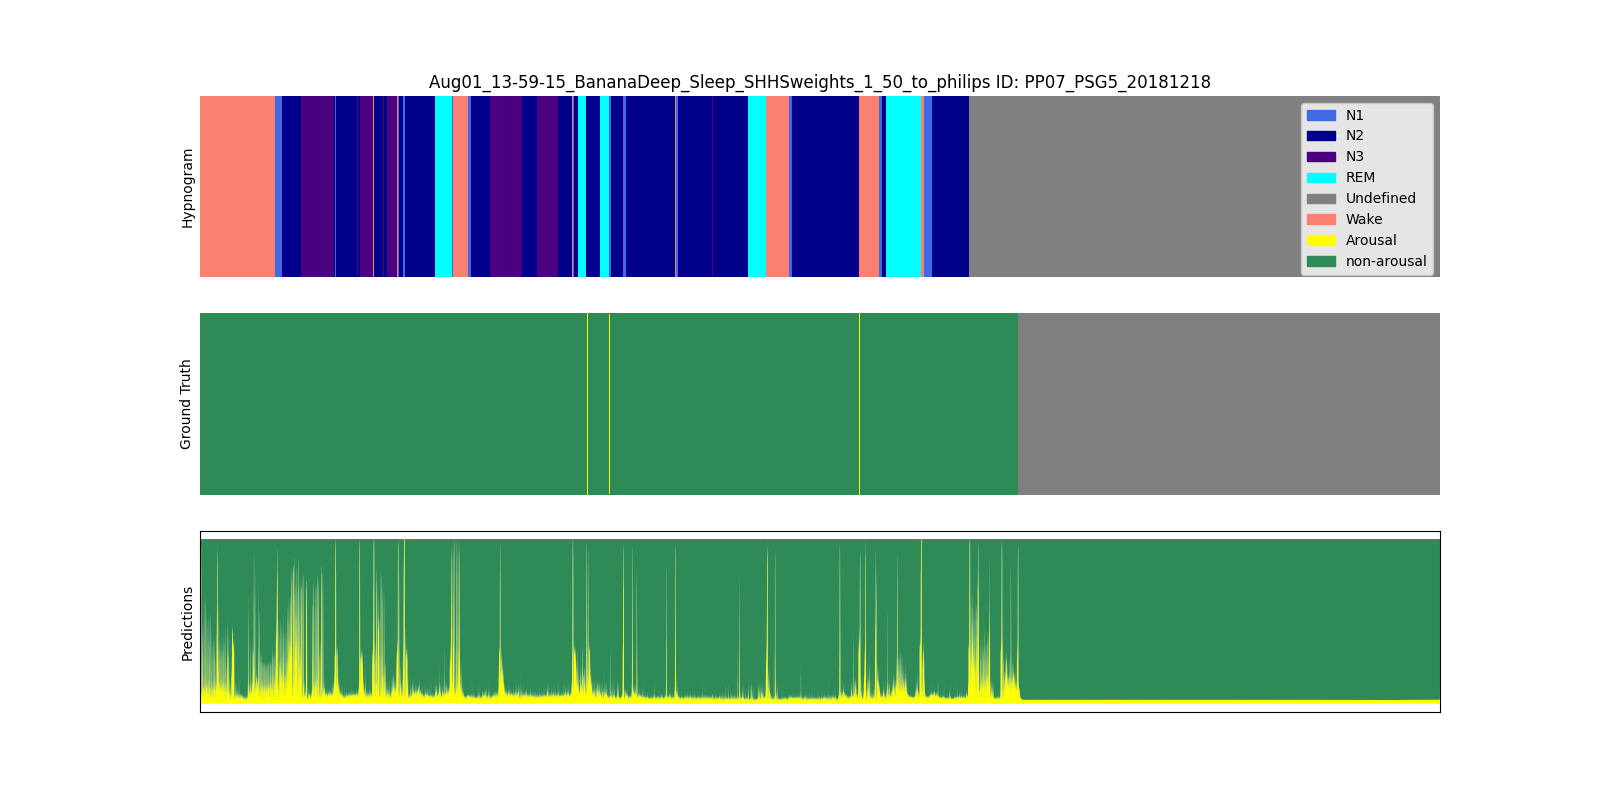 Aug01_13-59-15_BananaDeep_Sleep_SHHSweights_1_50_to_philips ID: PP07_PSG5_20181218
Hypnogram
N1
N2
N3
REM
Undefined
Wake
Arousal
non-arousal
Ground Truth
Predictions